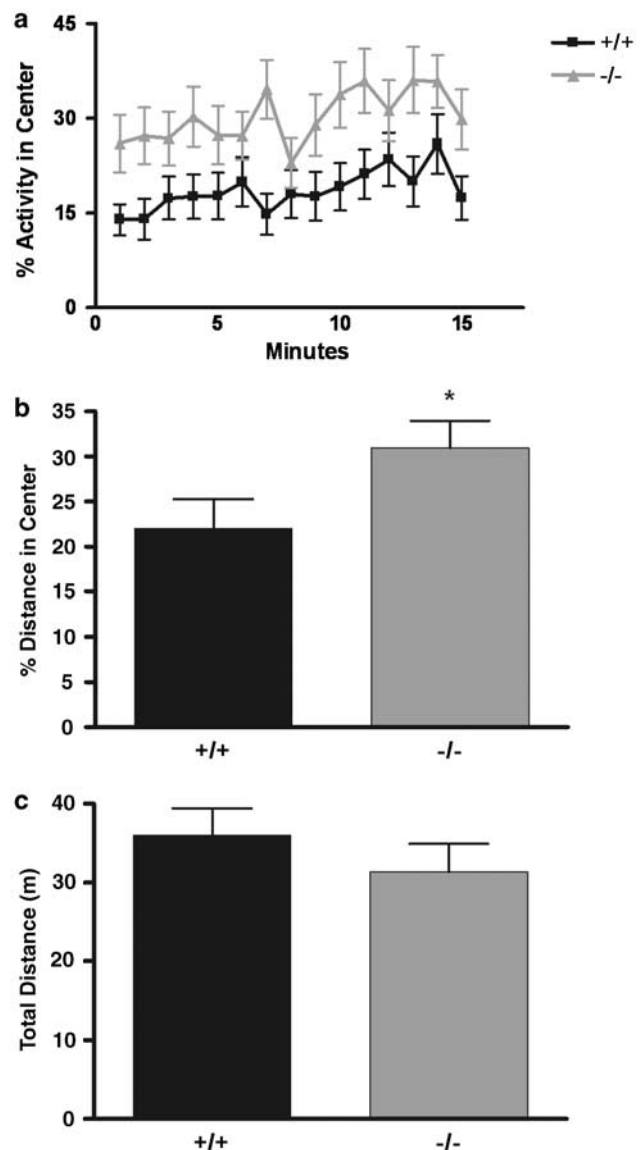 a
45
30
15
0
% Activity in Center
0 5 10 15
Minutes
+/+
-/-
b
*
35
30
25
20
15
10
5
0
% Distance in Center
+/+ -/-
c
40
30
20
10
0
Total Distance (m)
+/+ -/-